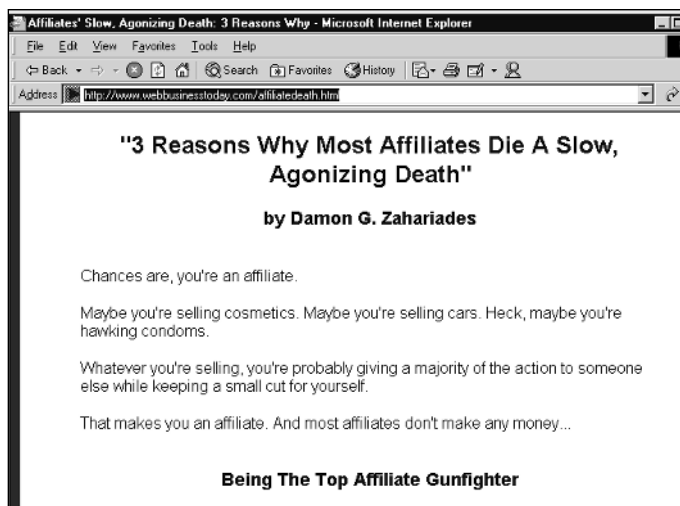 Affiliates' Slow, Agonizing Death: 3 Reasons Why - Microsoft Internet Explorer
File Edit View Favorites Tools Help
Back Search Favorites History
Address http://www.webbusinesstoday.com/affiliatedeath.htm
"3 Reasons Why Most Affiliates Die A Slow,
Agonizing Death"
by Damon G. Zahariades
Chances are, you're an affiliate.
Maybe you're selling cosmetics. Maybe you're selling cars. Heck, maybe you're
hawking condoms.
Whatever you're selling, you're probably giving a majority of the action to someone
else while keeping a small cut for yourself.
That makes you an affiliate. And most affiliates don't make any money...
Being The Top Affiliate Gunfighter